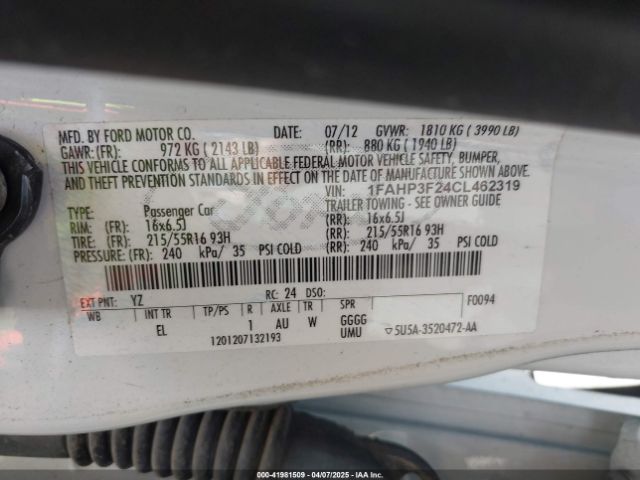 MFD. BY FORD MOTOR CO. DATE: 07/12 GVWR: 1810 KG ( 3990 LB)
GAWR: (FR): 972 KG ( 2143 LB) (RR): 880 KG ( 1940 LB)
THIS VEHICLE CONFORMS TO ALL APPLICABLE FEDERAL MOTOR VEHICLE SAFETY, BUMPER,
AND THEFT PREVENTION STANDARDS IN EFFECT ON THE DATE OF MANUFACTURE SHOWN ABOVE.
VIN: 1FAHP3F24CL462319
TYPE: Passenger Car TRAILER TOWING - SEE OWNER GUIDE
RIM: (FR): 16x6.5J (RR): 16x6.5J
TIRE: (FR): 215/55R16 93H (RR): 215/55R16 93H
PRESSURE: (FR): 240 kPa/ 35 PSI COLD (RR): 240 kPa/ 35 PSI COLD
EXT PNT: YZ RC: 24 DSO: F0094
WB INT TR TP/PS R AXLE TR SPR
EL 1 AU W GGGG
UMU ▽5U5A-3520472-AA
1201207132193
000-41981509 - 04/07/2025 - IAAI.CA